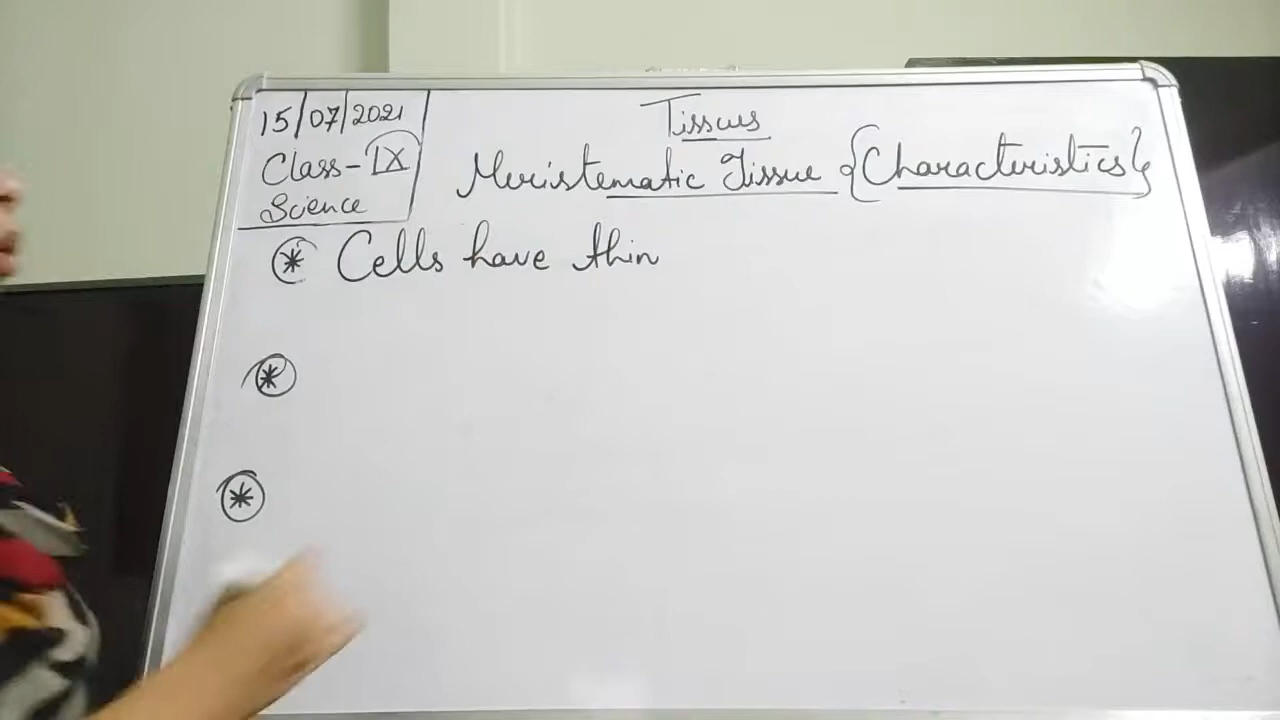 15/07/2021
Class-IX
Science
Tissues
Meristematic Tissue {Characteristics}
⊛ Cells have thin
⊛
⊛